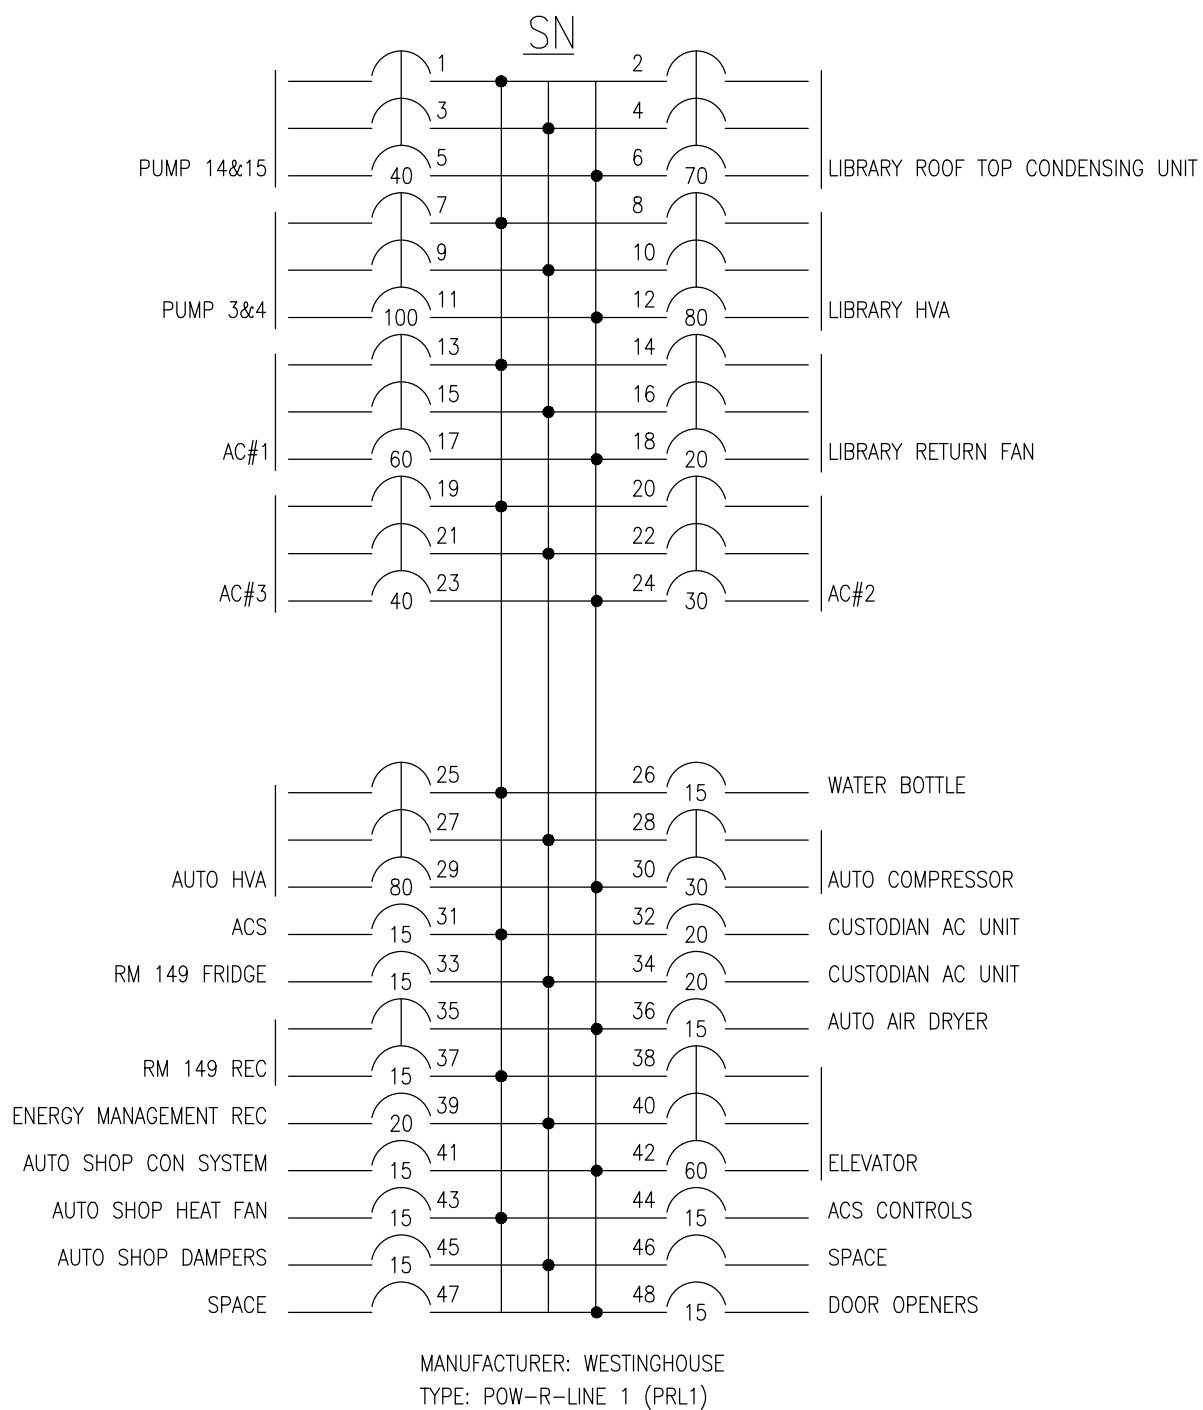 SN
1 2
3 4
PUMP 14&15 40 5 6 70 LIBRARY ROOF TOP CONDENSING UNIT
7 8
9 10
PUMP 3&4 100 11 12 80 LIBRARY HVA
13 14
15 16
AC#1 60 17 18 20 LIBRARY RETURN FAN
19 20
21 22
AC#3 40 23 24 30 AC#2
25 26 15 WATER BOTTLE
27 28
AUTO HVA 80 29 30 30 AUTO COMPRESSOR
ACS 15 31 32 20 CUSTODIAN AC UNIT
RM 149 FRIDGE 15 33 34 20 CUSTODIAN AC UNIT
35 36 15 AUTO AIR DRYER
RM 149 REC 15 37 38
ENERGY MANAGEMENT REC 20 39 40
AUTO SHOP CON SYSTEM 15 41 42 60 ELEVATOR
AUTO SHOP HEAT FAN 15 43 44 15 ACS CONTROLS
AUTO SHOP DAMPERS 15 45 46 SPACE
SPACE 47 48 15 DOOR OPENERS
MANUFACTURER: WESTINGHOUSE
TYPE: POW-R-LINE 1 (PRL1)